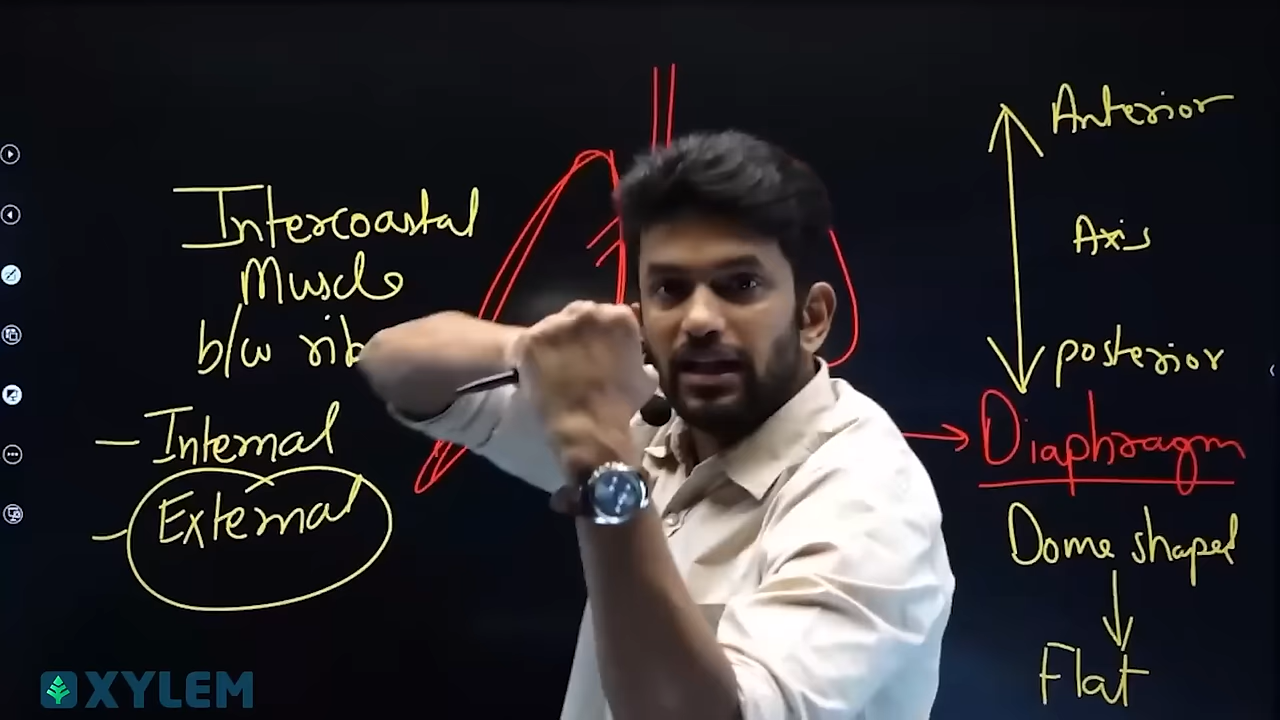 Intercoastal
Muscle
b/w rib
- Internal
- External
Anterior
Axis
posterior
Diaphragm
Dome shaped
Flat
XYLEM